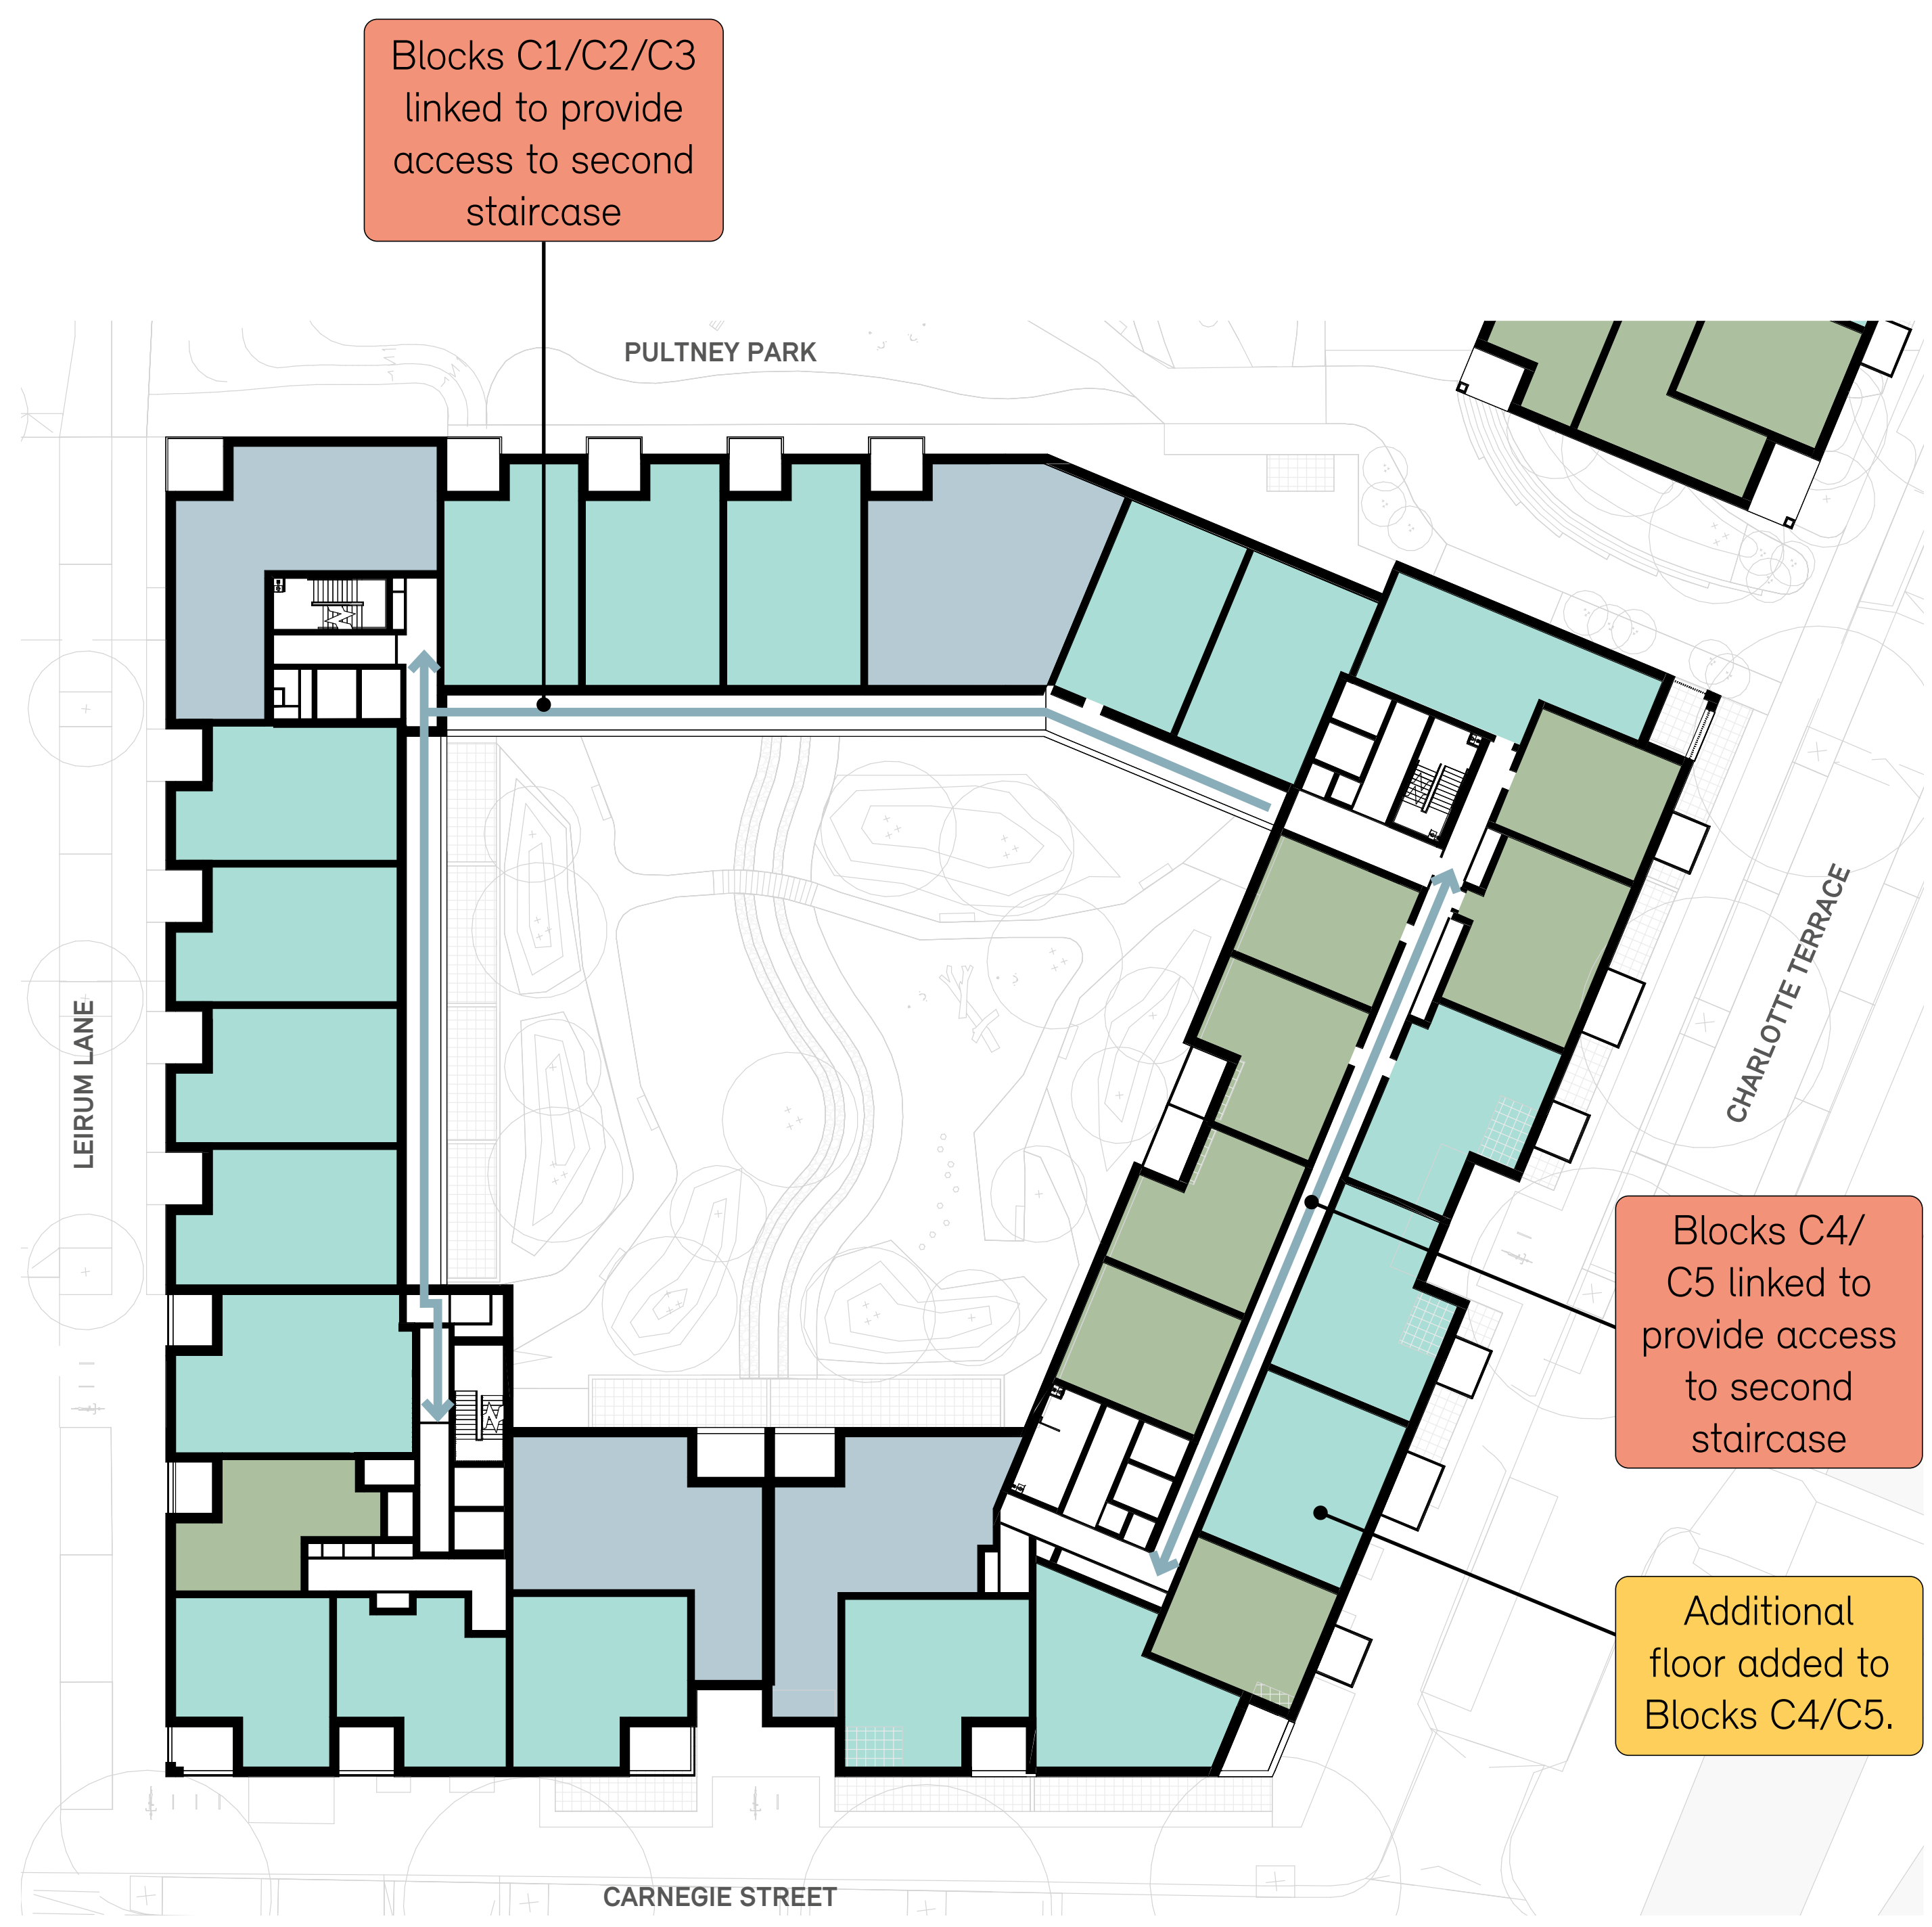 Blocks C1/C2/C3
linked to provide
access to second
staircase
PULTNEY PARK
LEIRUM LANE
CHARLOTTE TERRACE
Blocks C4/
C5 linked to
provide access
to second
staircase
Additional
floor added to
Blocks C4/C5.
CARNEGIE STREET